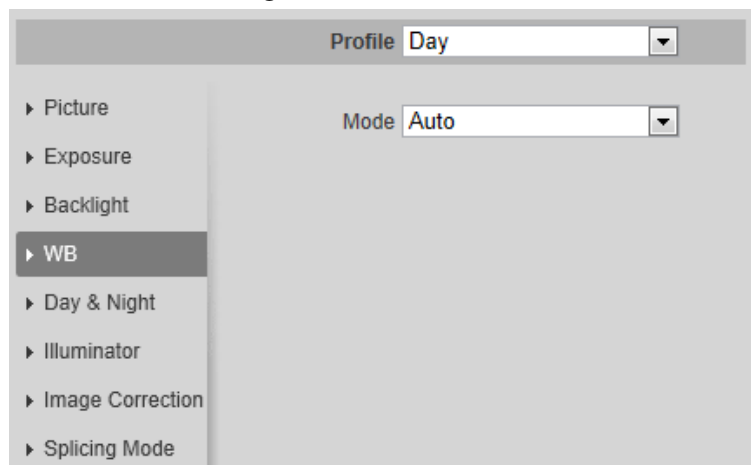 Profile Day
Picture
Mode Auto
Exposure
Backlight
WB
Day & Night
Illuminator
Image Correction
Splicing Mode